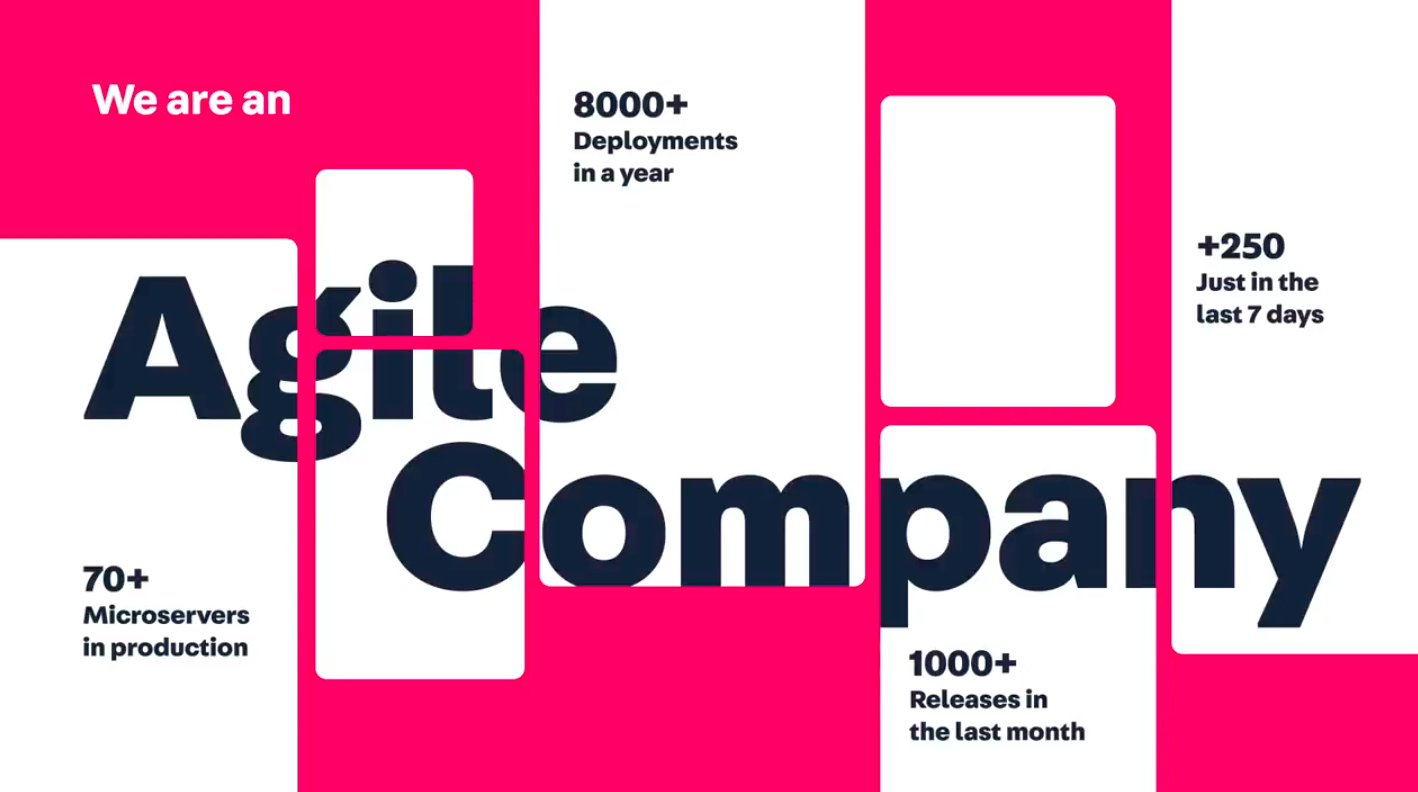 We are an
Agile
Company
8000+
Deployments
in a year
+250
Just in the
last 7 days
70+
Microservers
in production
1000+
Releases in
the last month